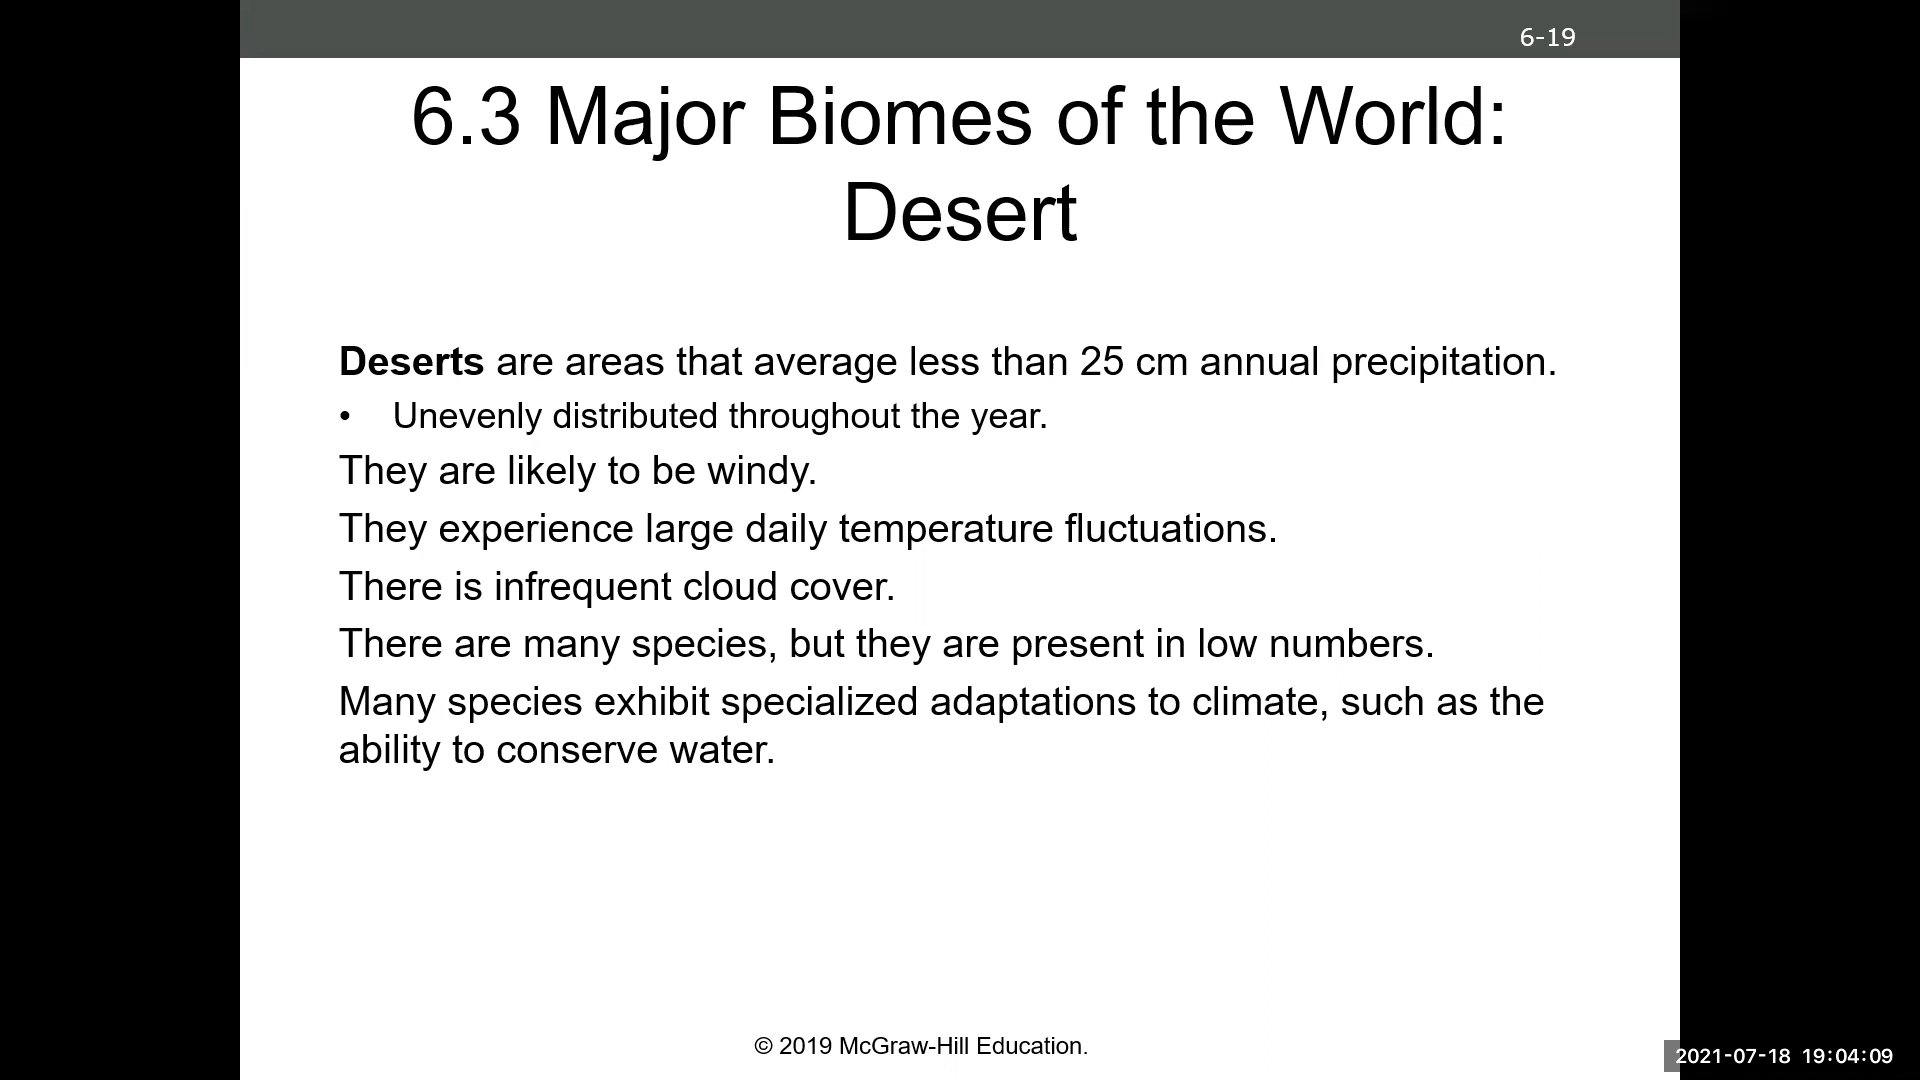 6-19
6.3 Major Biomes of the World:
Desert
Deserts are areas that average less than 25 cm annual precipitation.
• Unevenly distributed throughout the year.
They are likely to be windy.
They experience large daily temperature fluctuations.
There is infrequent cloud cover.
There are many species, but they are present in low numbers.
Many species exhibit specialized adaptations to climate, such as the
ability to conserve water.
© 2019 McGraw-Hill Education.
2021-07-18 19:04:09